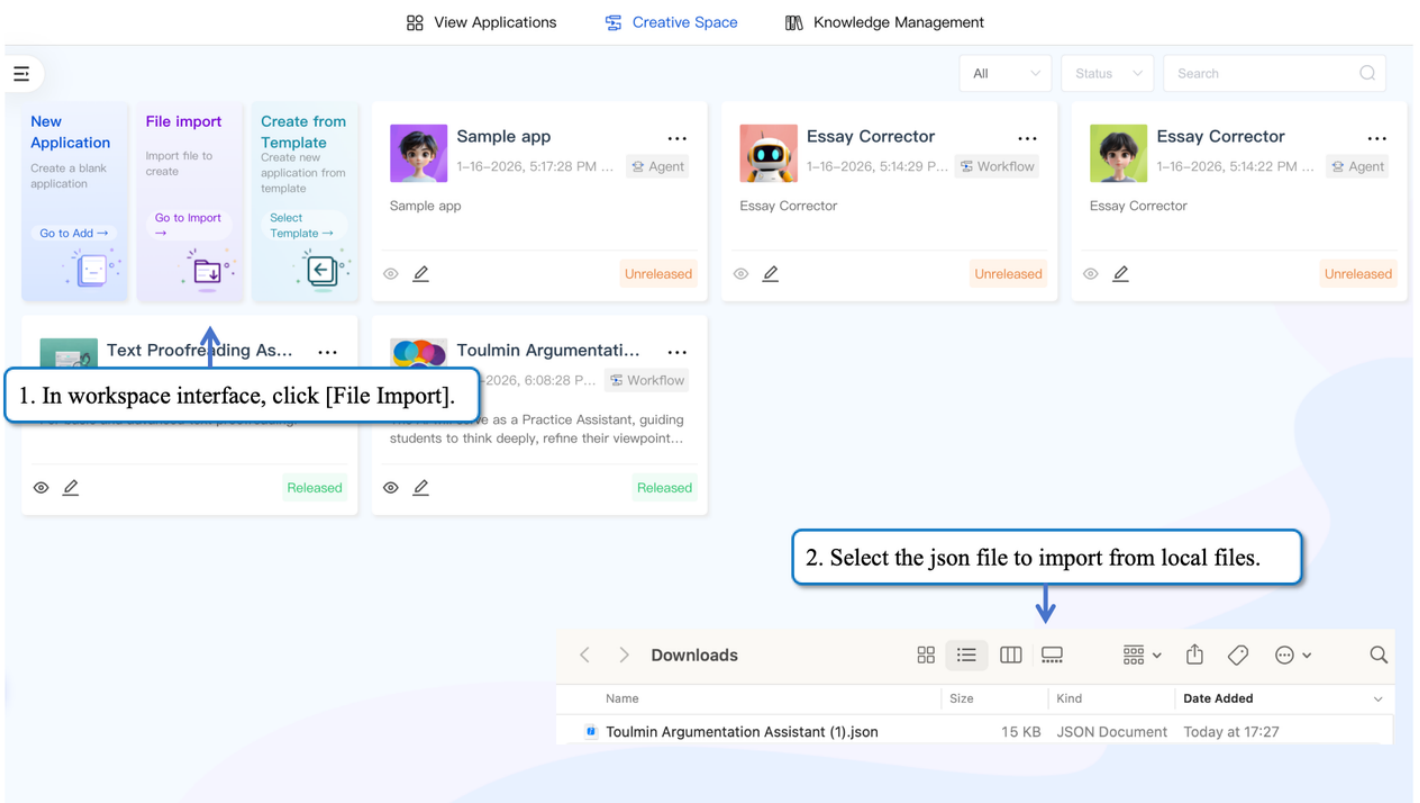 View Applications
Creative Space
Knowledge Management
All
Status
Search
New
Application
Create a blank
application
Go to Add →
File import
Import file to
create
Go to Import
→
Create from
Template
Create new
application from
template
Select
Template →
Sample app
...
1-16-2026, 5:17:28 PM ...
Agent
Sample app
Unreleased
Essay Corrector
...
1-16-2026, 5:14:29 P...
Workflow
Essay Corrector
Unreleased
Essay Corrector
...
1-16-2026, 5:14:22 PM ...
Agent
Essay Corrector
Unreleased
Text Proofreading As...
...
1. In workspace interface, click [File Import].
Released
Toulmin Argumentati...
...
-2026, 6:08:28 P...
Workflow
as a Practice Assistant, guiding
students to think deeply, refine their viewpoint...
Released
2. Select the json file to import from local files.
Downloads
Name
Size
Kind
Date Added
Toulmin Argumentation Assistant (1).json
15 KB
JSON Document
Today at 17:27